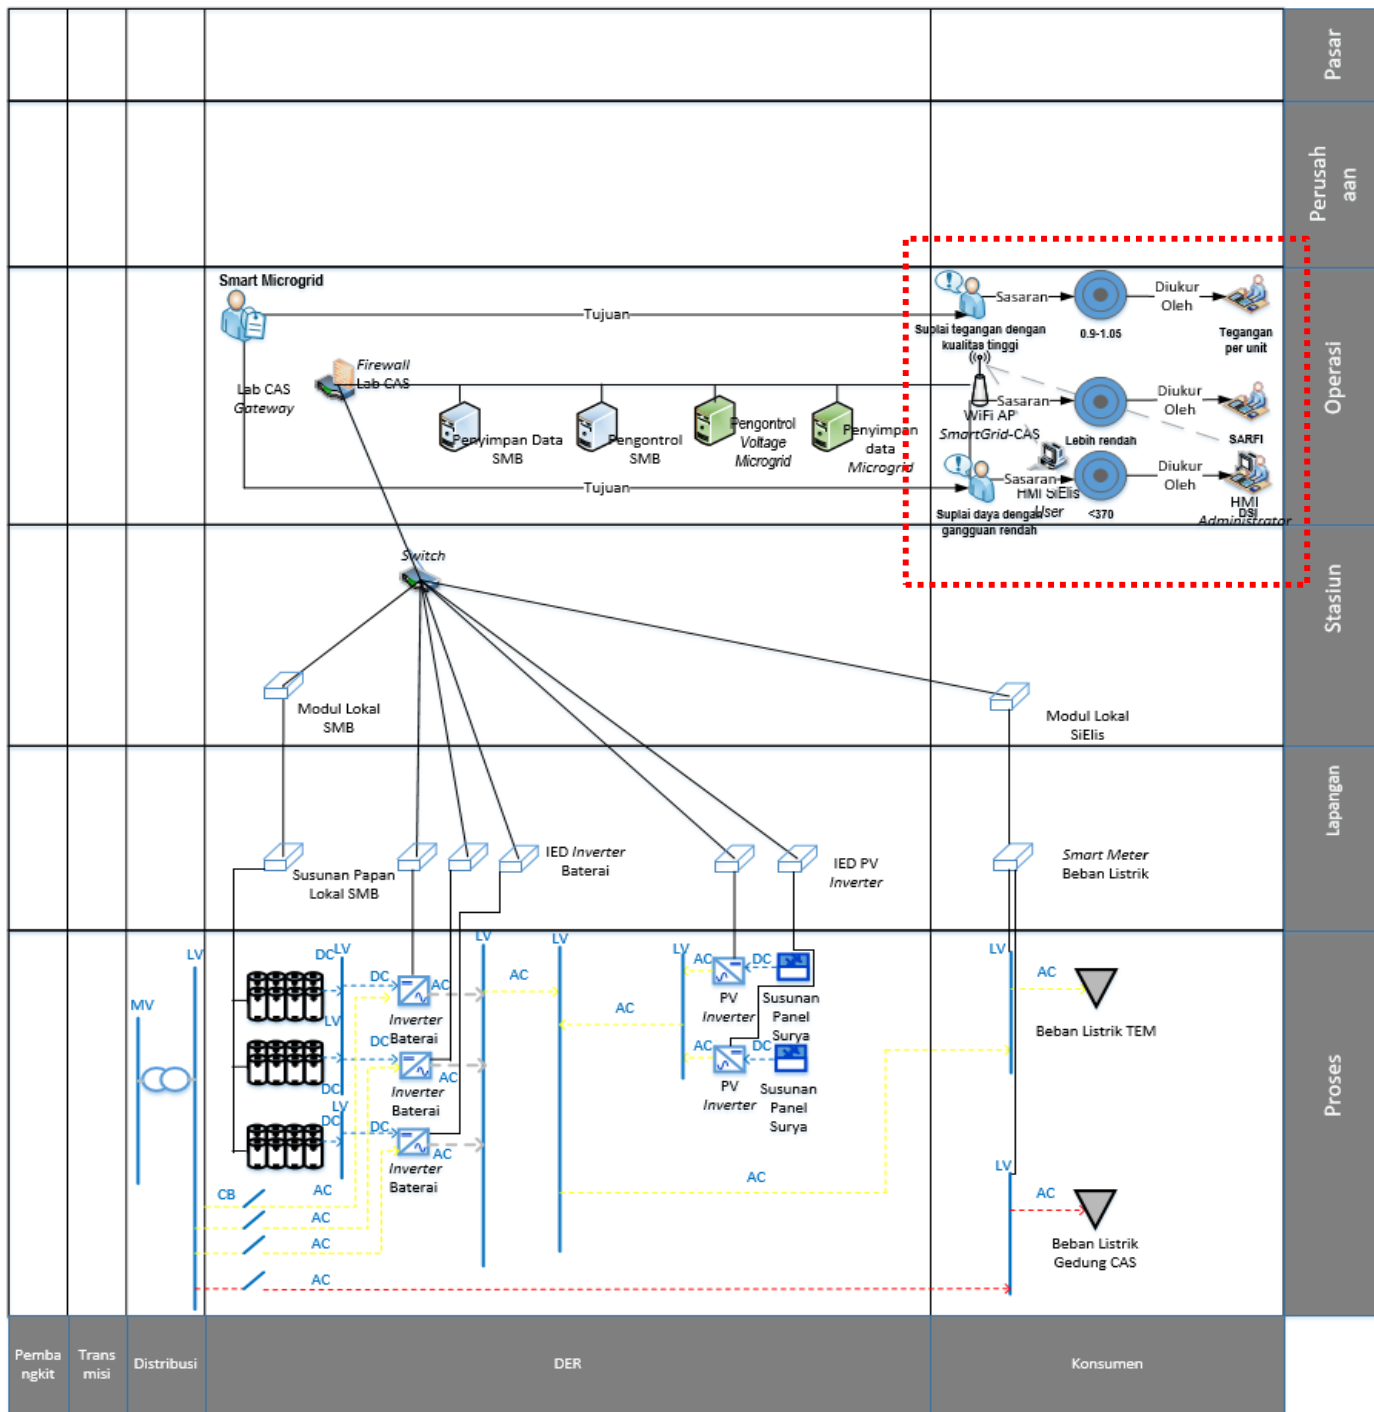 Pasar
Perusah
aan
Operasi
Stasiun
Lapangan
Proses
Smart Microgrid
Tujuan
Sasaran
Diukur
Oleh
Suplai tegangan dengan
kualitas tinggi
0.9-1.05
Tegangan
per unit
Firewall
Lab CAS
Lab CAS
Gateway
Penyimpan Data
SMB
Pengontrol
SMB
Pengontrol
Voltage
Microgrid
Penyimpan
data
Microgrid
WiFi AP
SmartGrid-CAS
Sasaran
Lebih rendah
Diukur
Oleh
SARFI
Tujuan
Sasaran
Diukur
Oleh
HMI SiElis
User
Suplai daya dengan
gangguan rendah
<370
HMI
Administrator
DSI
Switch
Modul Lokal
SMB
Modul Lokal
SiElis
Susunan Papan
Lokal SMB
IED Inverter
Baterai
IED PV
Inverter
Smart Meter
Beban Listrik
MV
LV
DC
LV
DC
AC
Inverter
Baterai
LV
DC
DC
AC
Inverter
Baterai
LV
DC
DC
AC
Inverter
Baterai
LV
AC
LV
AC
LV
AC
DC
PV
Inverter
Susunan
Panel
Surya
AC
DC
PV
Inverter
Susunan
Panel
Surya
LV
AC
Beban Listrik TEM
AC
LV
AC
Beban Listrik
Gedung CAS
CB
AC
AC
AC
AC
Pemba
ngkit
Trans
misi
Distribusi
DER
Konsumen